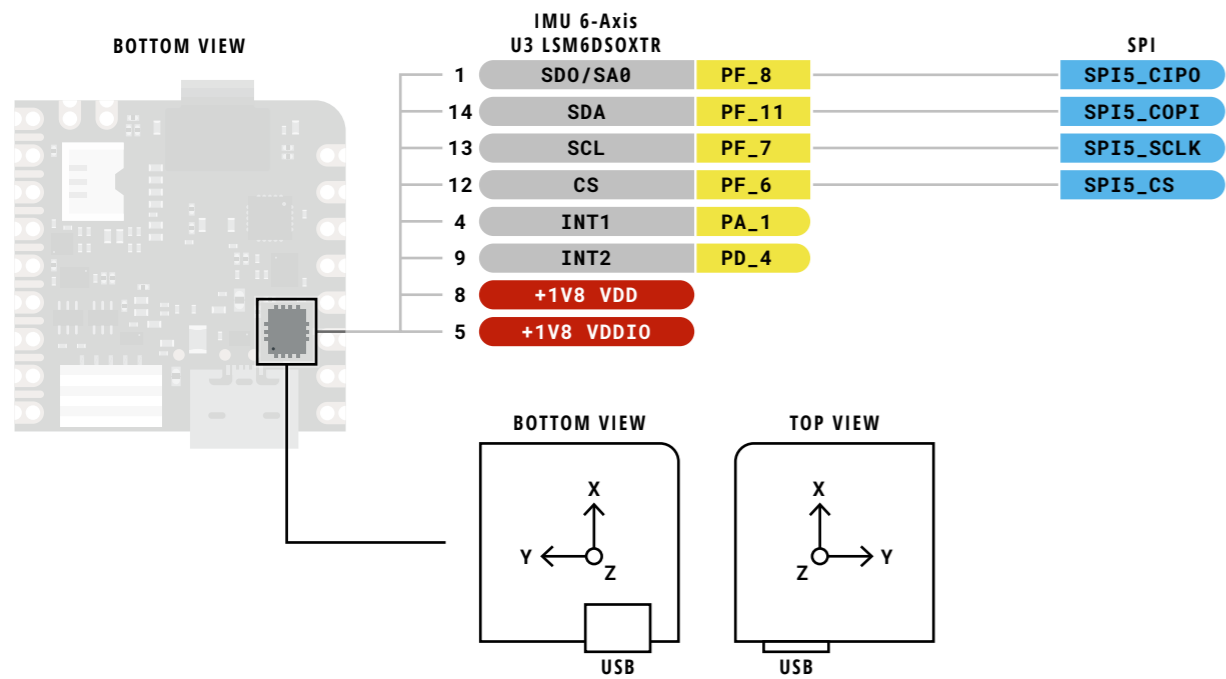 BOTTOM VIEW
IMU 6-Axis
U3 LSM6DSOXTR
SPI
1 SDO/SA0 PF_8 SPI5_CIPO
14 SDA PF_11 SPI5_COPI
13 SCL PF_7 SPI5_SCLK
12 CS PF_6 SPI5_CS
4 INT1 PA_1
9 INT2 PD_4
8 +1V8 VDD
5 +1V8 VDDIO
BOTTOM VIEW
X
Y
Z
USB
TOP VIEW
X
Z
Y
USB